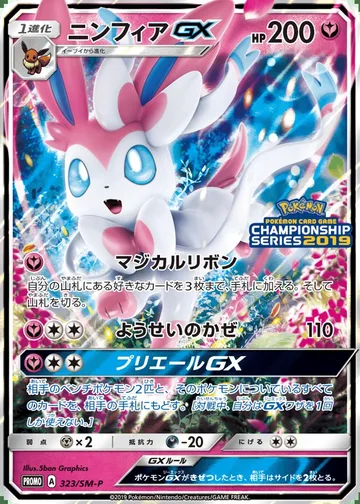 1進化
ニンフィアGX
HP200
イーブイから進化
Pokémon
POKÉMON CARD GAME
CHAMPIONSHIP
SERIES 2019
マジカルリボン
自分の山札にある好きなカードを3枚まで、手札に加える。そして
山札を切る。
ようせいのかぜ 110
プリエールGX
相手のベンチポケモン2匹と、そのポケモンについているすべて
のカードを、相手の手札にもどす。[対戦中、自分はGXワザを1回
しか使えない。]
弱点 ×2 抵抗力 -20 にげる
GXルール
Illus.5ban Graphics
PROMO A 323/SM-P
ポケモンGXがきぜつしたとき、相手はサイドを2枚とる。
©2019 Pokémon/Nintendo/Creatures/GAME FREAK.